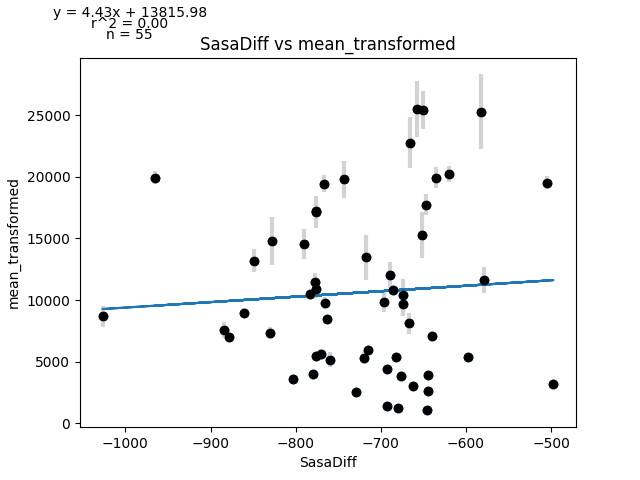 y = 4.43x + 13815.98
r^2 = 0.00
n = 55
SasaDiff vs mean_transformed
25000
20000
15000
10000
5000
0
mean_transformed
−1000
−900
−800
−700
−600
−500
SasaDiff